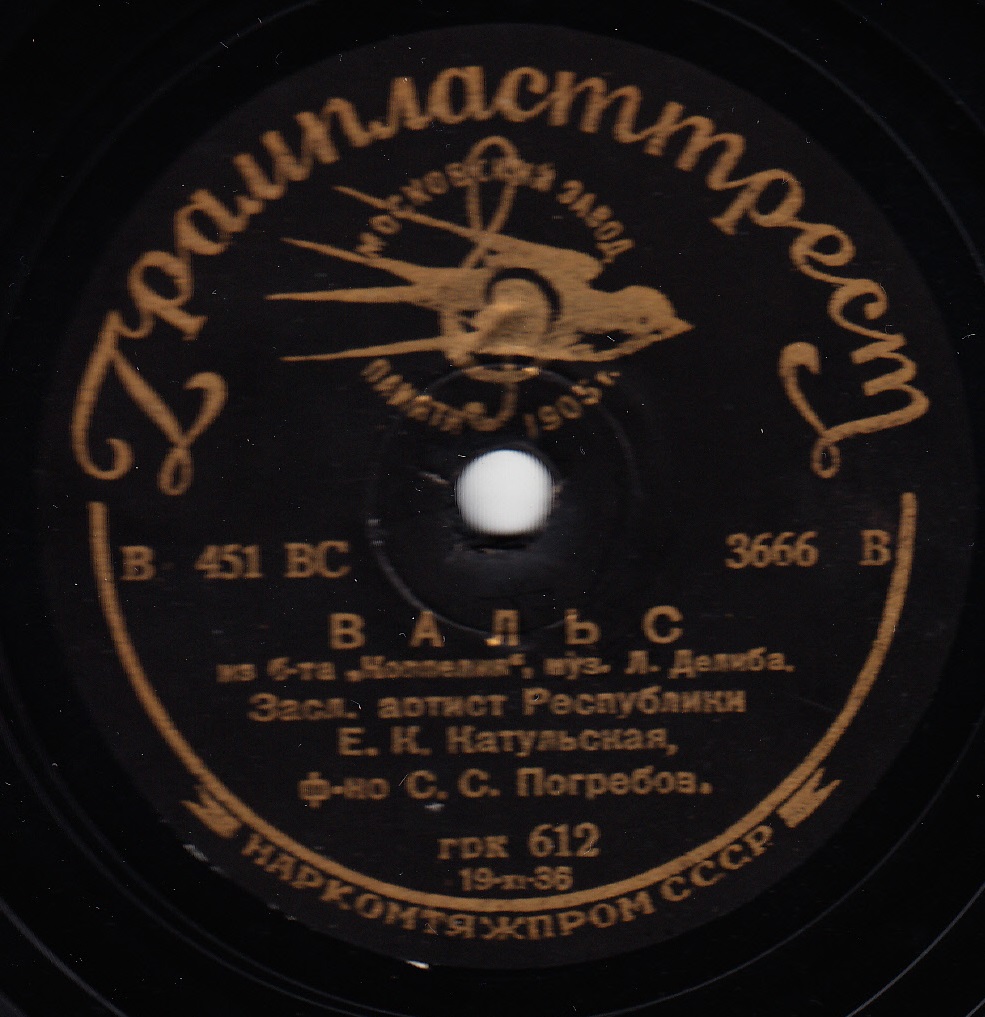 Грампласттрест
МОСКОВСКИЙ ЗАВОД
ПАМЯТИ 1905 г.
В 451 ВС
3666 В
ВАЛЬС
из б-та „Коппелия", муз. Л. Делиба.
Засл. артист Республики
Е. К. Катульская,
ф-но С. С. Погребов.
ГРК 612
19-XI-36
НАРКОМТЯЖПРОМ СССР